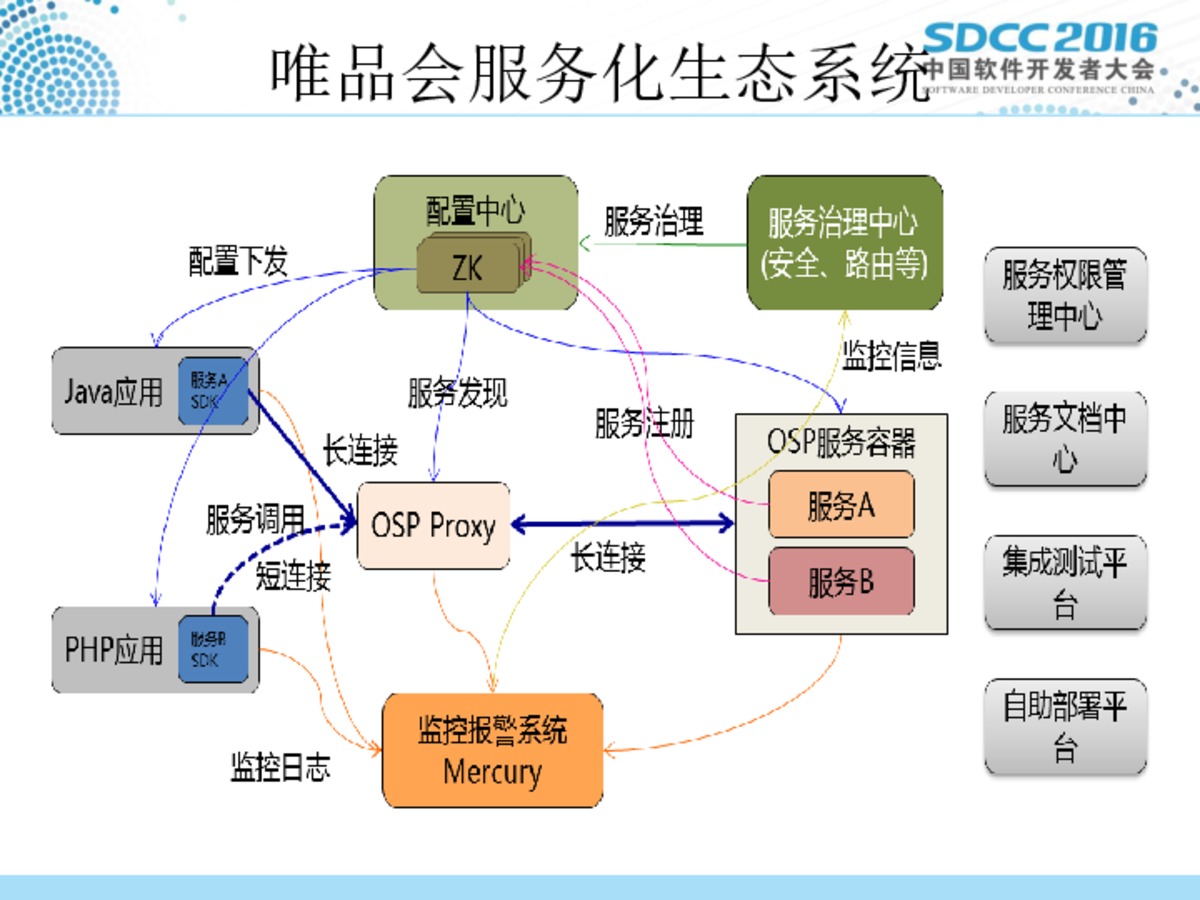 唯品会服务化生态系统
SDCC 2016
中国软件开发者大会
SOFTWARE DEVELOPER CONFERENCE CHINA
配置中心
ZK
服务治理
服务治理中心
(安全、路由等)
配置下发
服务权限管
理中心
监控信息
Java应用
服务A
SDK
服务发现
服务注册
服务文档中
心
长连接
OSP服务容器
服务A
服务调用
OSP Proxy
长连接
短连接
服务B
集成测试平
台
PHP应用
服务B
SDK
监控报警系统
Mercury
监控日志
自助部署平
台